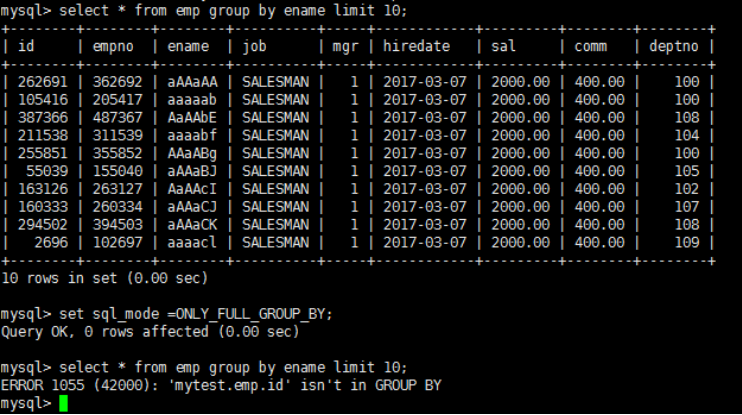 mysql> select * from emp group by ename limit 10;
+--------+--------+--------+----------+-----+------------+---------+--------+--------+
| id     | empno  | ename  | job      | mgr | hiredate   | sal     | comm   | deptno |
+--------+--------+--------+----------+-----+------------+---------+--------+--------+
| 262691 | 362692 | aAAaAA | SALESMAN |   1 | 2017-03-07 | 2000.00 | 400.00 |    100 |
| 105416 | 205417 | aaaaab | SALESMAN |   1 | 2017-03-07 | 2000.00 | 400.00 |    100 |
| 387366 | 487367 | AaAAbE | SALESMAN |   1 | 2017-03-07 | 2000.00 | 400.00 |    108 |
| 211538 | 311539 | aaaabf | SALESMAN |   1 | 2017-03-07 | 2000.00 | 400.00 |    104 |
| 255851 | 355852 | AAaABg | SALESMAN |   1 | 2017-03-07 | 2000.00 | 400.00 |    100 |
|  55039 | 155040 | aAAaBJ | SALESMAN |   1 | 2017-03-07 | 2000.00 | 400.00 |    105 |
| 163126 | 263127 | AaAAcI | SALESMAN |   1 | 2017-03-07 | 2000.00 | 400.00 |    102 |
| 160333 | 260334 | aAAaCJ | SALESMAN |   1 | 2017-03-07 | 2000.00 | 400.00 |    107 |
| 294502 | 394503 | aAAaCK | SALESMAN |   1 | 2017-03-07 | 2000.00 | 400.00 |    108 |
|   2696 | 102697 | aaaacl | SALESMAN |   1 | 2017-03-07 | 2000.00 | 400.00 |    109 |
+--------+--------+--------+----------+-----+------------+---------+--------+--------+
10 rows in set (0.00 sec)
mysql> set sql_mode =ONLY_FULL_GROUP_BY;
Query OK, 0 rows affected (0.00 sec)
mysql> select * from emp group by ename limit 10;
ERROR 1055 (42000): 'mytest.emp.id' isn't in GROUP BY
mysql>